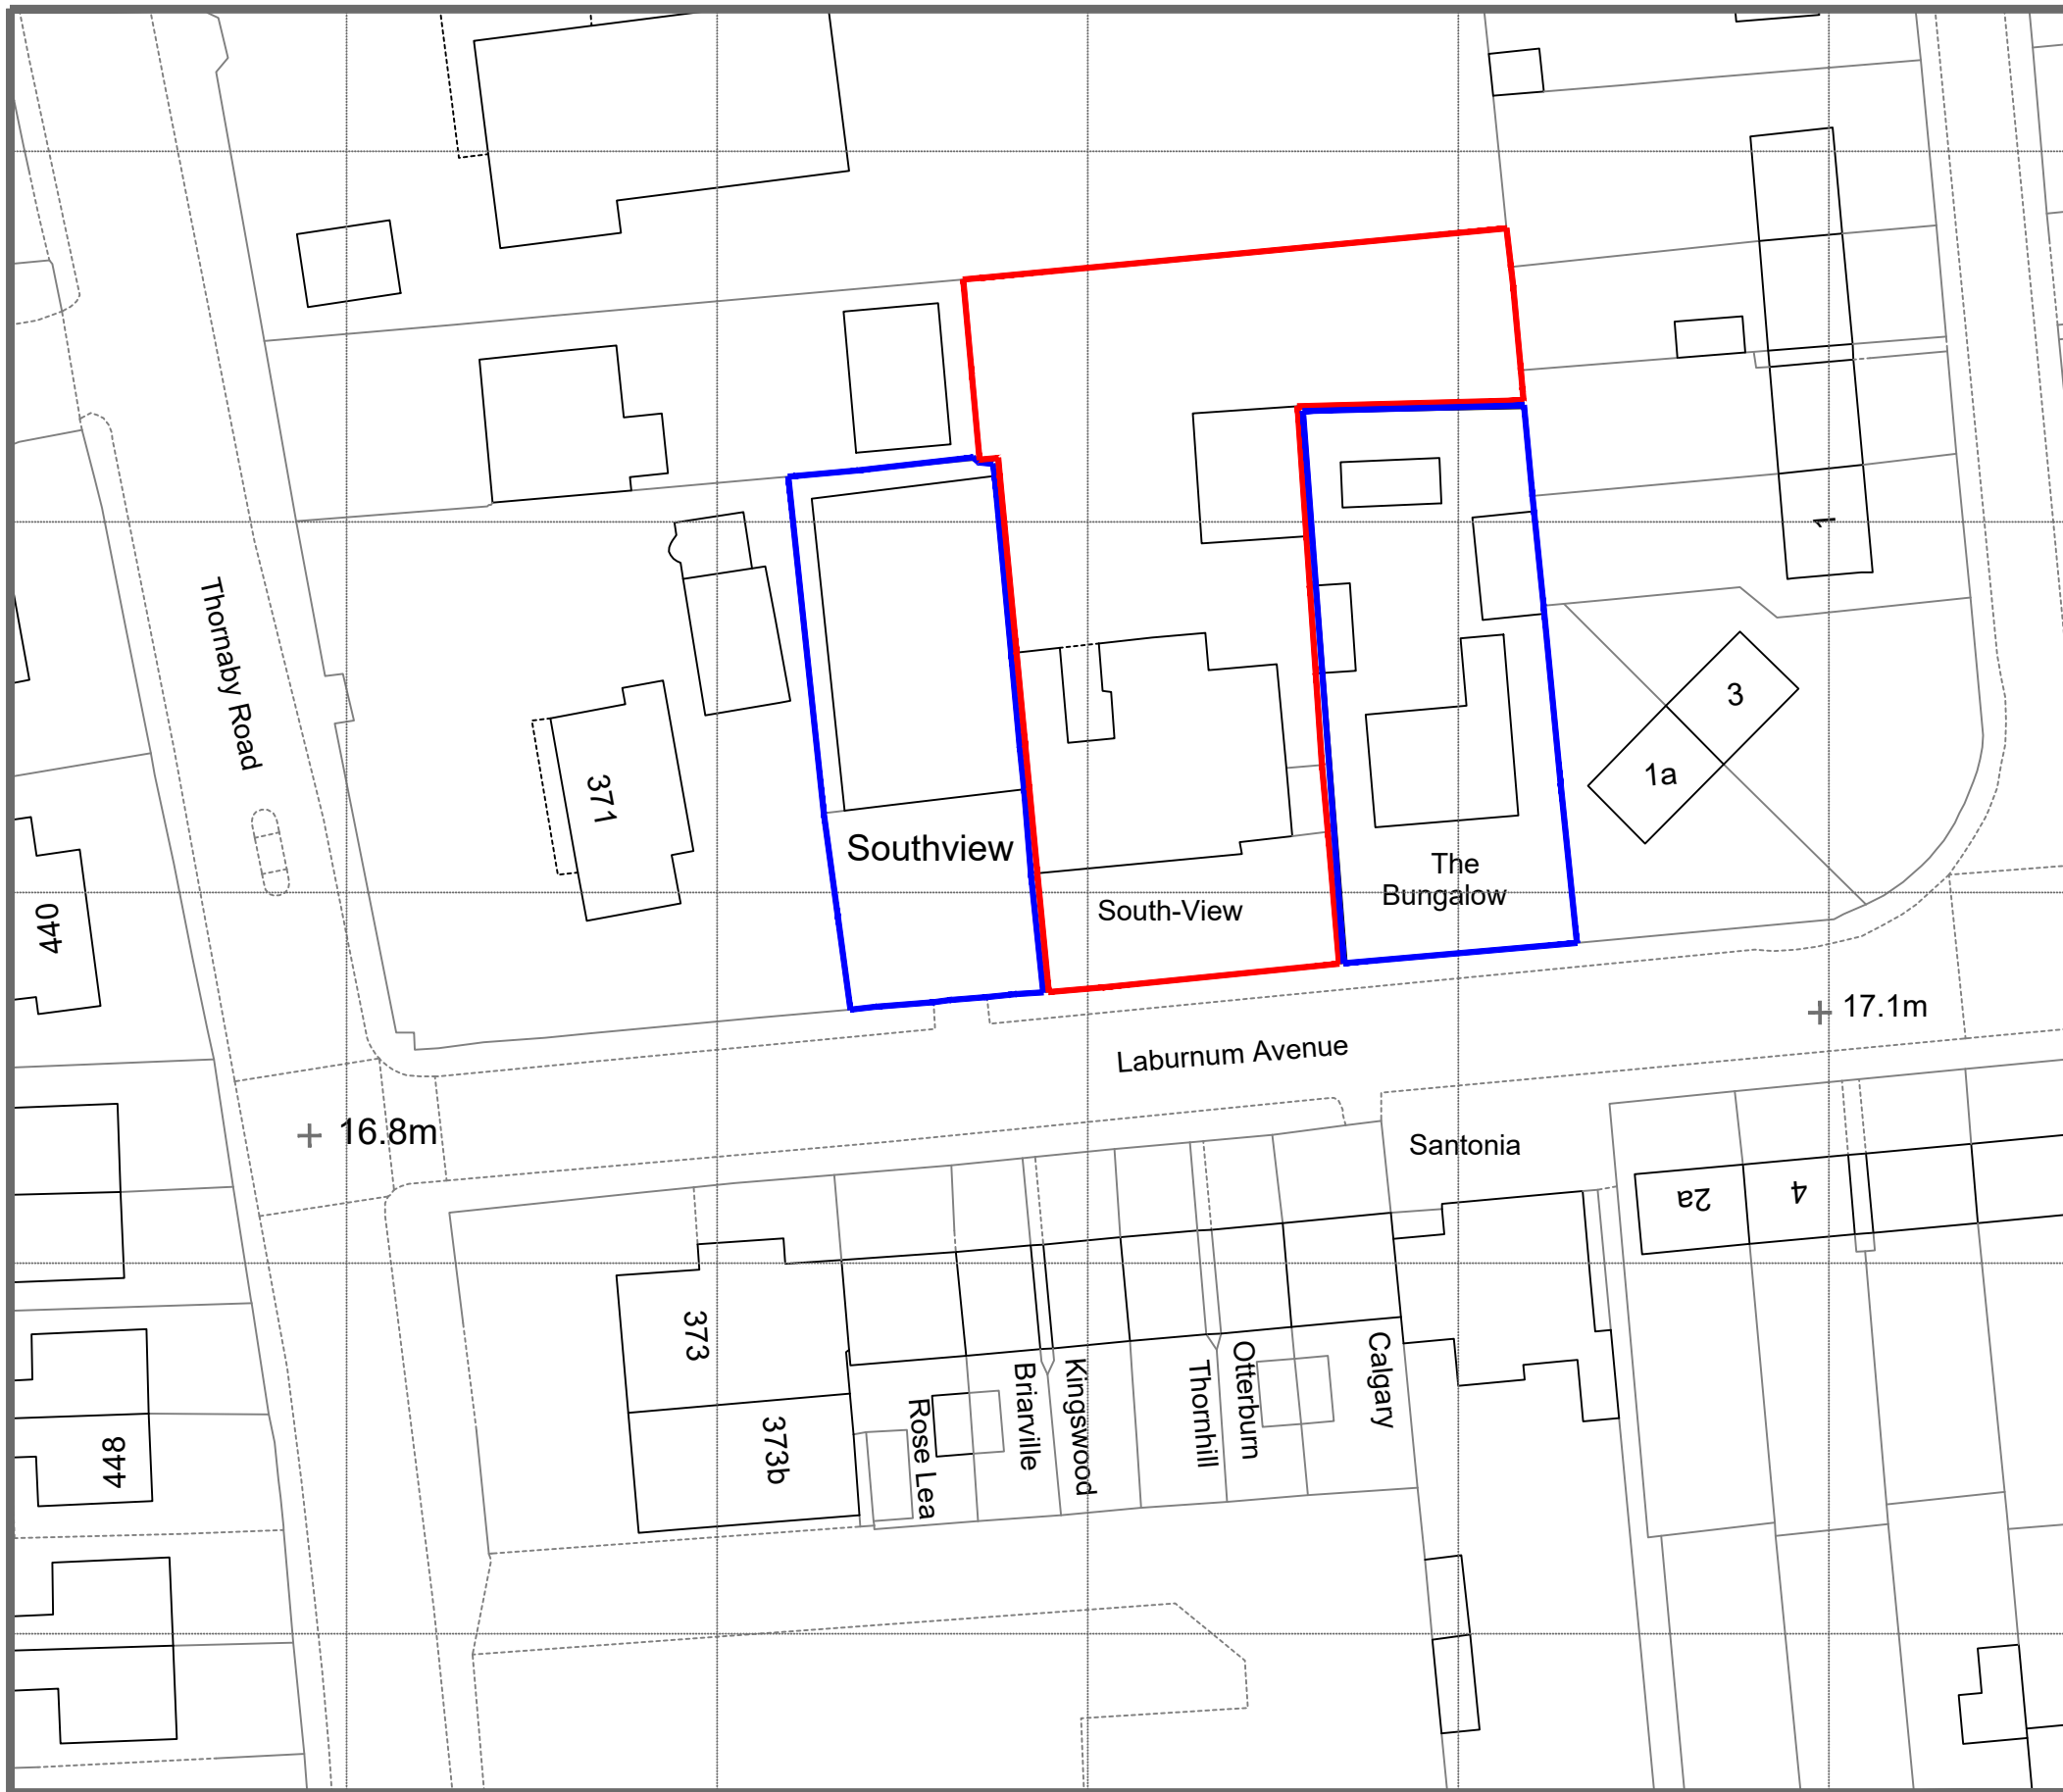 Thornaby Road
371
440
Southview
South-View
The
Bungalow
1
3
1a
17.1m
Laburnum Avenue
16.8m
Santonia
2a
4
373
373b
Rose Lea
Briarville
Kingswood
Thornhill
Otterburn
Calgary
448